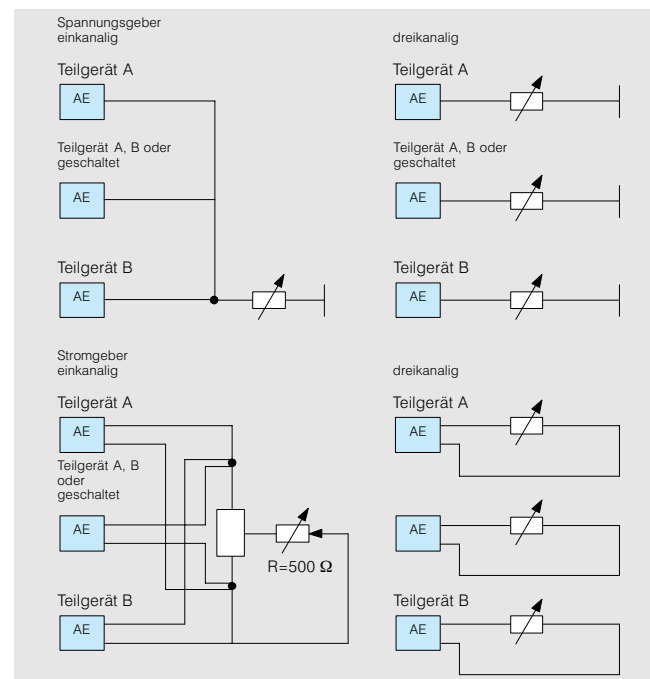 Spannungsgeber
einkanalig
Teilgerät A
AE
Teilgerät A, B oder
geschaltet
AE
Teilgerät B
AE
dreikanalig
Teilgerät A
AE
Teilgerät A, B oder
geschaltet
AE
Teilgerät B
AE
Stromgeber
einkanalig
Teilgerät A
AE
Teilgerät A, B
oder
geschaltet
AE
R=500 Ω
Teilgerät B
AE
dreikanalig
Teilgerät A
AE
AE
Teilgerät B
AE